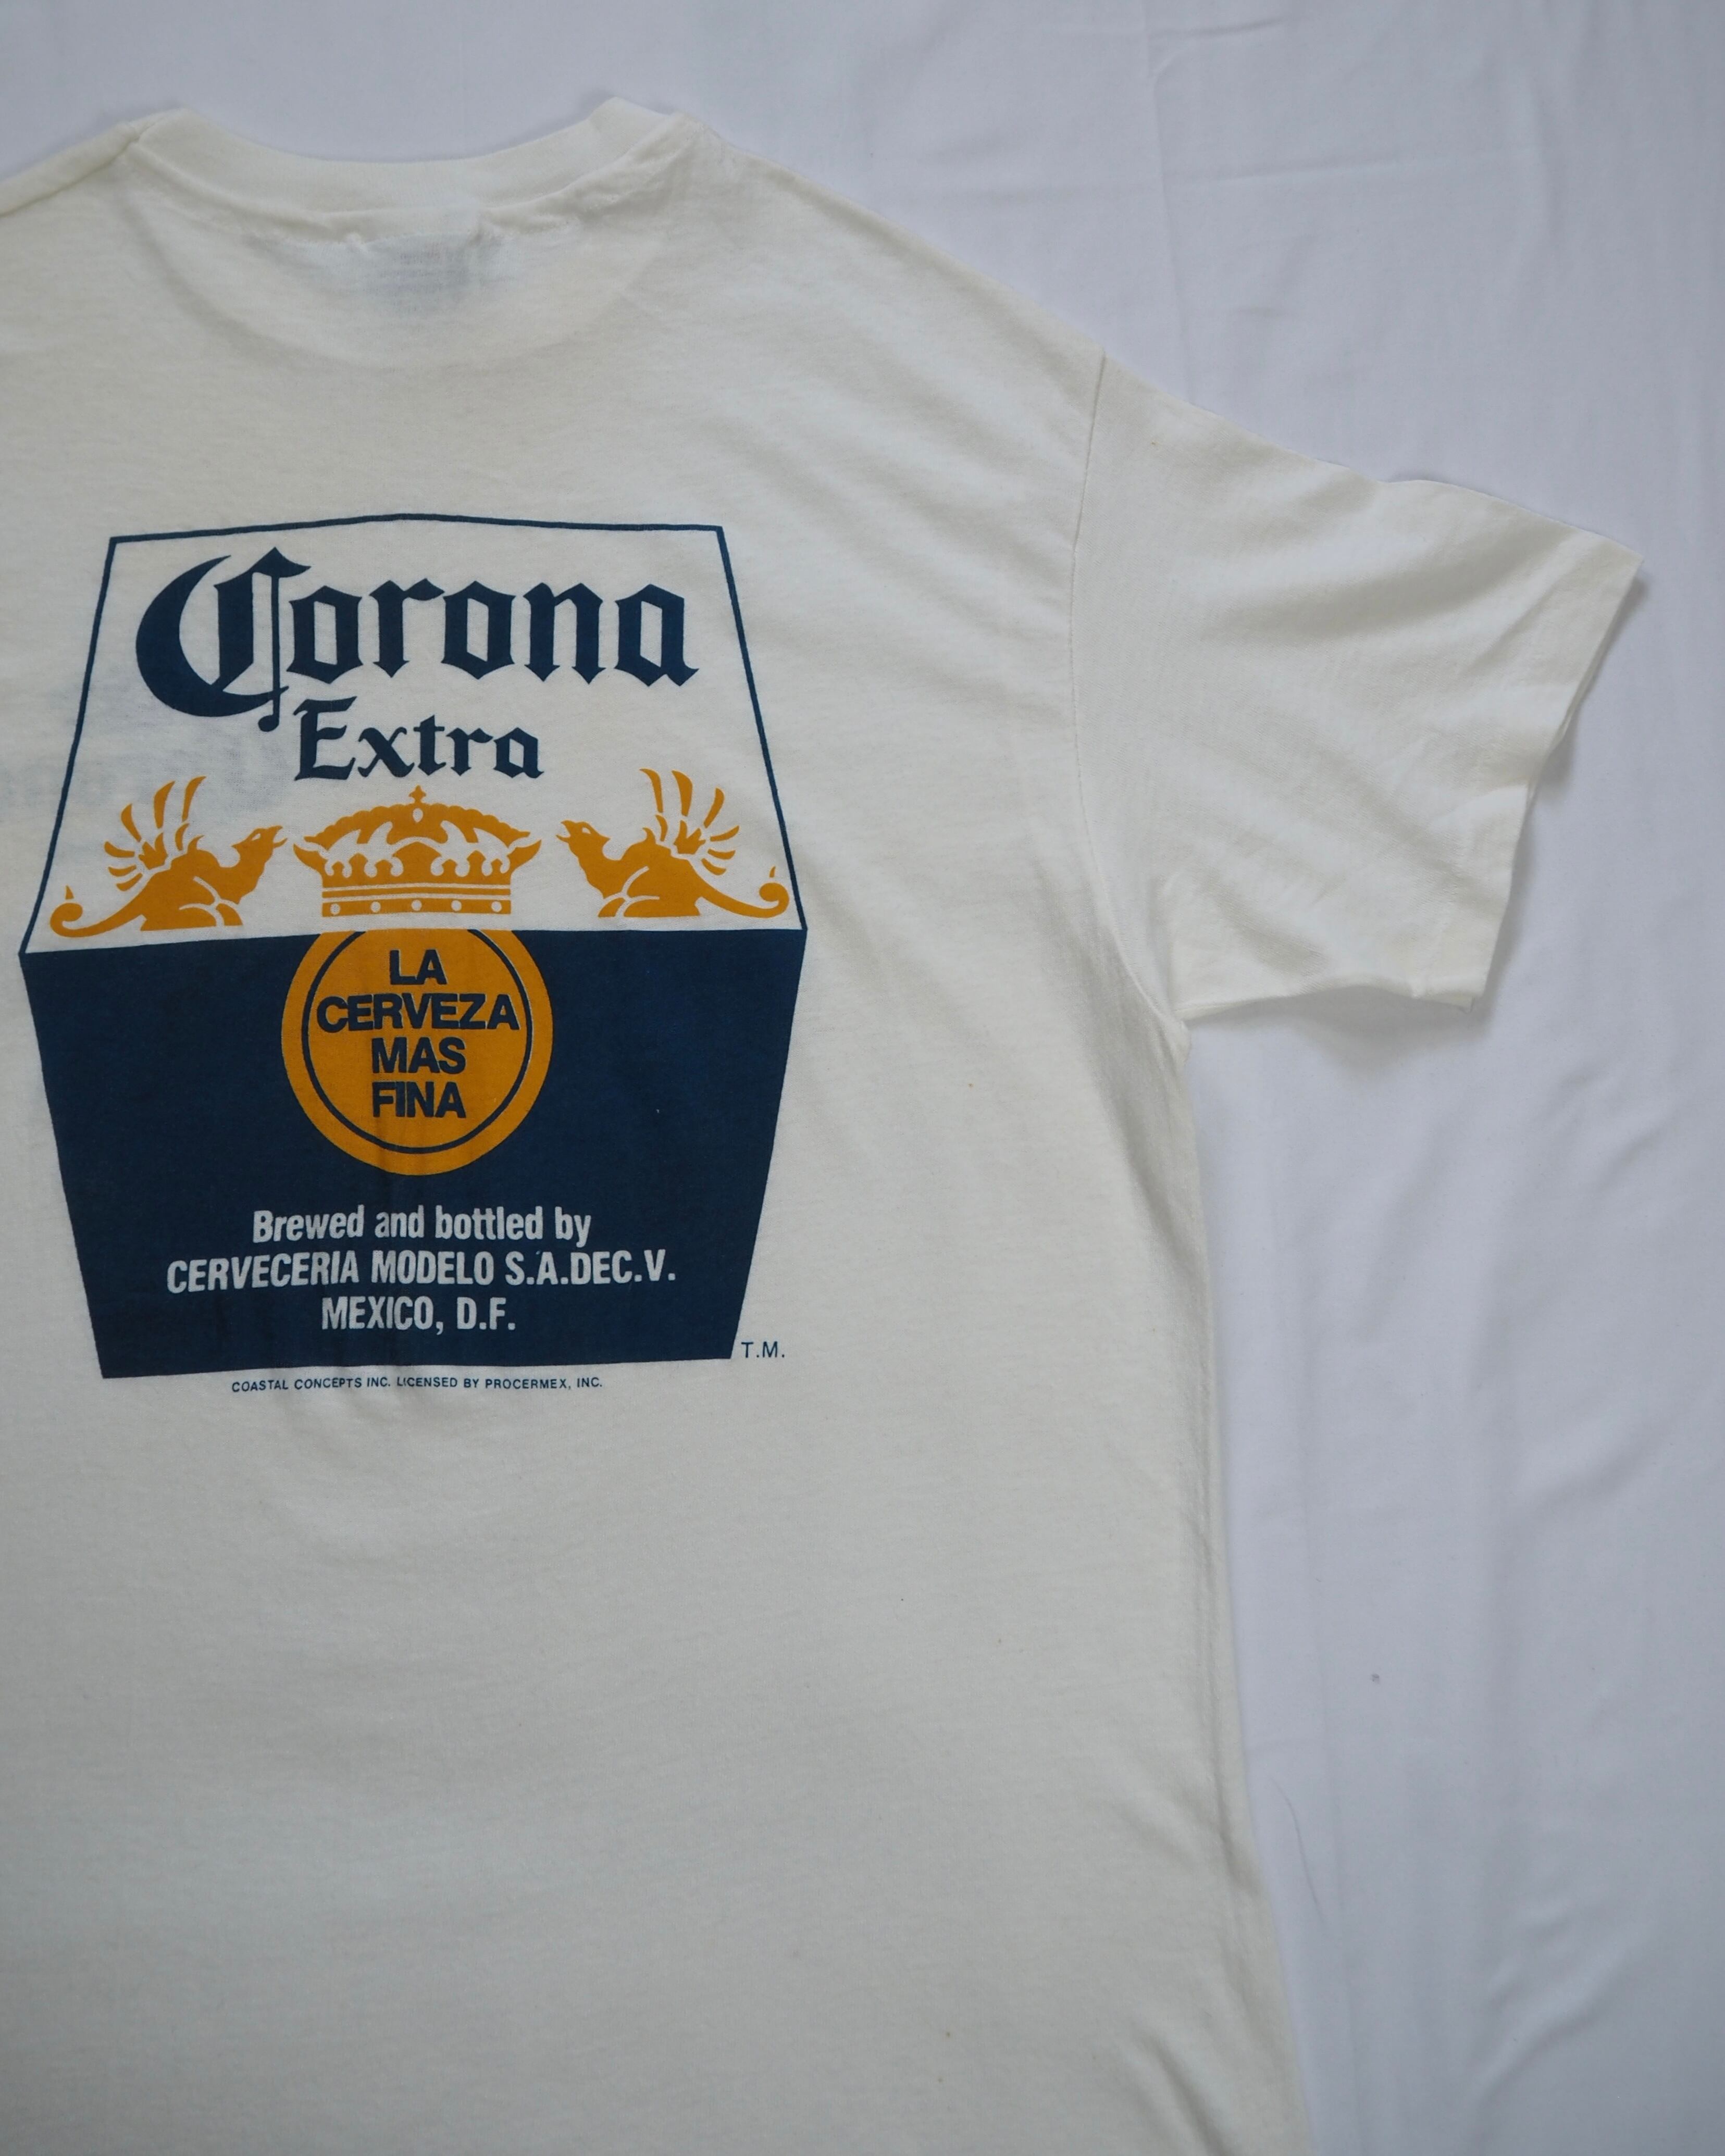 Corona
Extra
LA
CERVEZA
MAS
FINA
Brewed and bottled by
CERVECERIA MODELO S.A.DEC.V.
MEXICO, D.F.
T.M.
COASTAL CONCEPTS INC. LICENSED BY PROCERMEX, INC.